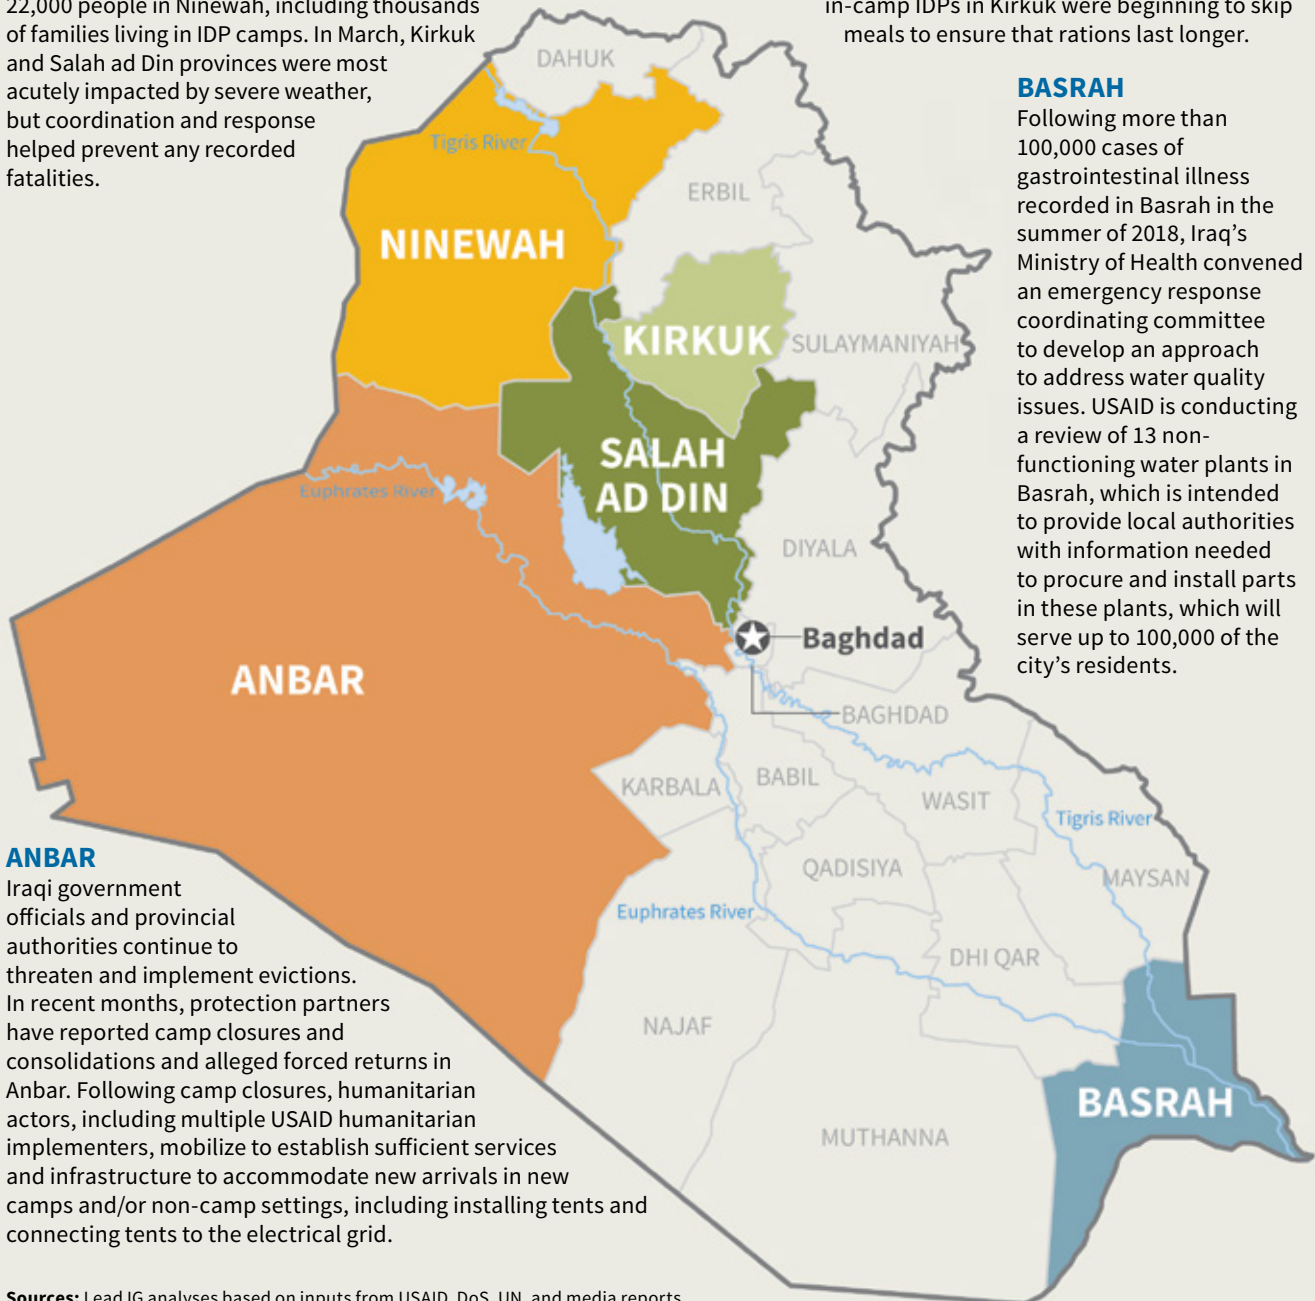 22,000 people in Ninewah, including thousands
of families living in IDP camps. In March, Kirkuk
and Salah ad Din provinces were most
acutely impacted by severe weather,
but coordination and response
helped prevent any recorded
fatalities.
in-camp IDPs in Kirkuk were beginning to skip
meals to ensure that rations last longer.
BASRAH
Following more than
100,000 cases of
gastrointestinal illness
recorded in Basrah in the
summer of 2018, Iraq’s
Ministry of Health convened
an emergency response
coordinating committee
to develop an approach
to address water quality
issues. USAID is conducting
a review of 13 non-
functioning water plants in
Basrah, which is intended
to provide local authorities
with information needed
to procure and install parts
in these plants, which will
serve up to 100,000 of the
city’s residents.
DAHUK
Tigris River
ERBIL
NINEWAH
KIRKUK
SULAYMANIYAH
SALAH
AD DIN
Euphrates River
DIYALA
Baghdad
ANBAR
BAGHDAD
KARBALA
BABIL
WASIT
Tigris River
QADISIYA
MAYSAN
Euphrates River
DHI QAR
NAJAF
BASRAH
MUTHANNA
ANBAR
Iraqi government
officials and provincial
authorities continue to
threaten and implement evictions.
In recent months, protection partners
have reported camp closures and
consolidations and alleged forced returns in
Anbar. Following camp closures, humanitarian
actors, including multiple USAID humanitarian
implementers, mobilize to establish sufficient services
and infrastructure to accommodate new arrivals in new
camps and/or non-camp settings, including installing tents and
connecting tents to the electrical grid.
Sources: Lead IG analyses based on inputs from USAID, DoS, UN, and media reports